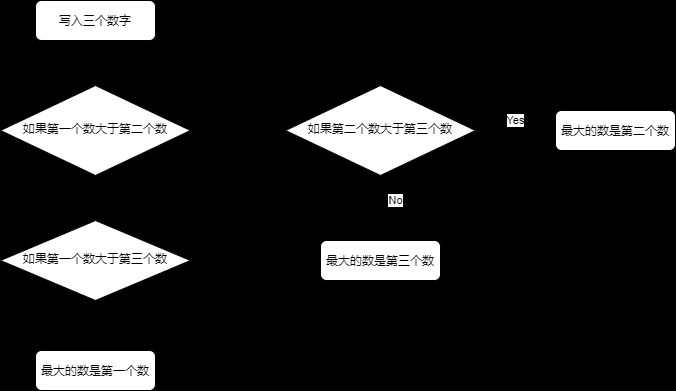 写入三个数字
如果第一个数大于第二个数
如果第二个数大于第三个数
Yes
最大的数是第二个数
No
如果第一个数大于第三个数
最大的数是第三个数
最大的数是第一个数